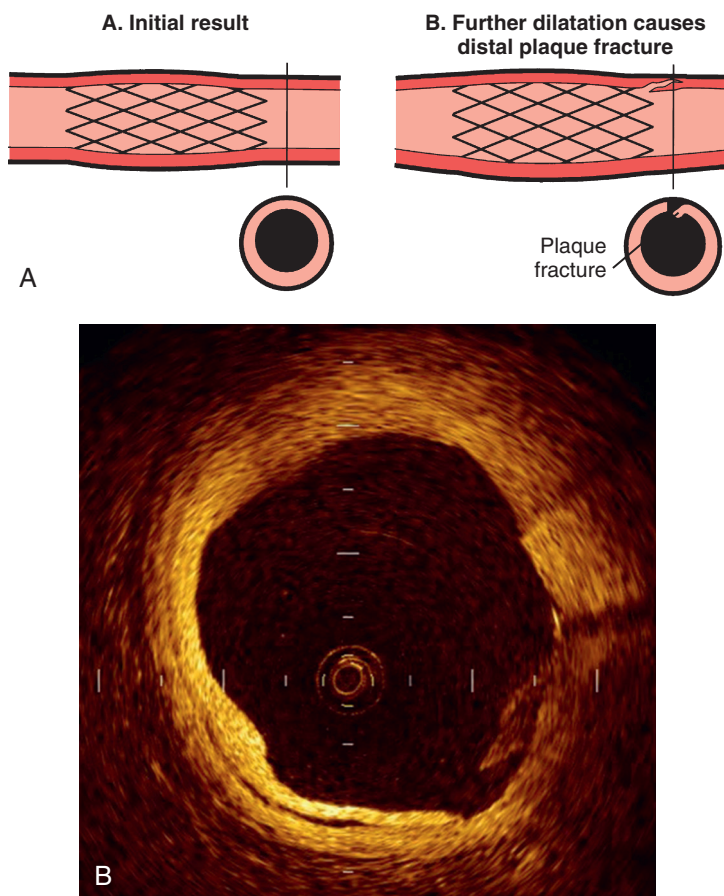 A. Initial result
B. Further dilatation causes
distal plaque fracture
Plaque
fracture
A
B